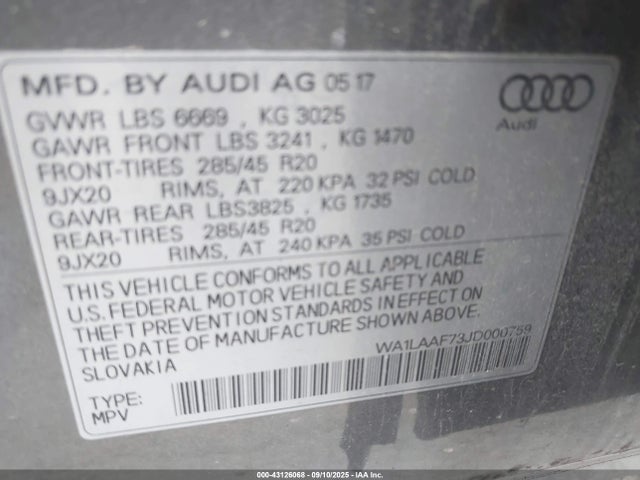 MFD. BY AUDI AG 05 17
GVWR LBS 6669 , KG 3025
GAWR FRONT LBS 3241 , KG 1470
FRONT-TIRES 285/45 R20
9JX20 RIMS, AT 220 KPA 32 PSI COLD
GAWR REAR LBS3825 , KG 1735
REAR-TIRES 285/45 R20
9JX20 RIMS, AT 240 KPA 35 PSI COLD
Audi
THIS VEHICLE CONFORMS TO ALL APPLICABLE
U.S. FEDERAL MOTOR VEHICLE SAFETY AND
THEFT PREVENTION STANDARDS IN EFFECT ON
THE DATE OF MANUFACTURE SHOWN ABOVE.
SLOVAKIA
WA1LAAF73JD000759
TYPE:
MPV
000-43126068 - 09/10/2025 - IAA Inc.